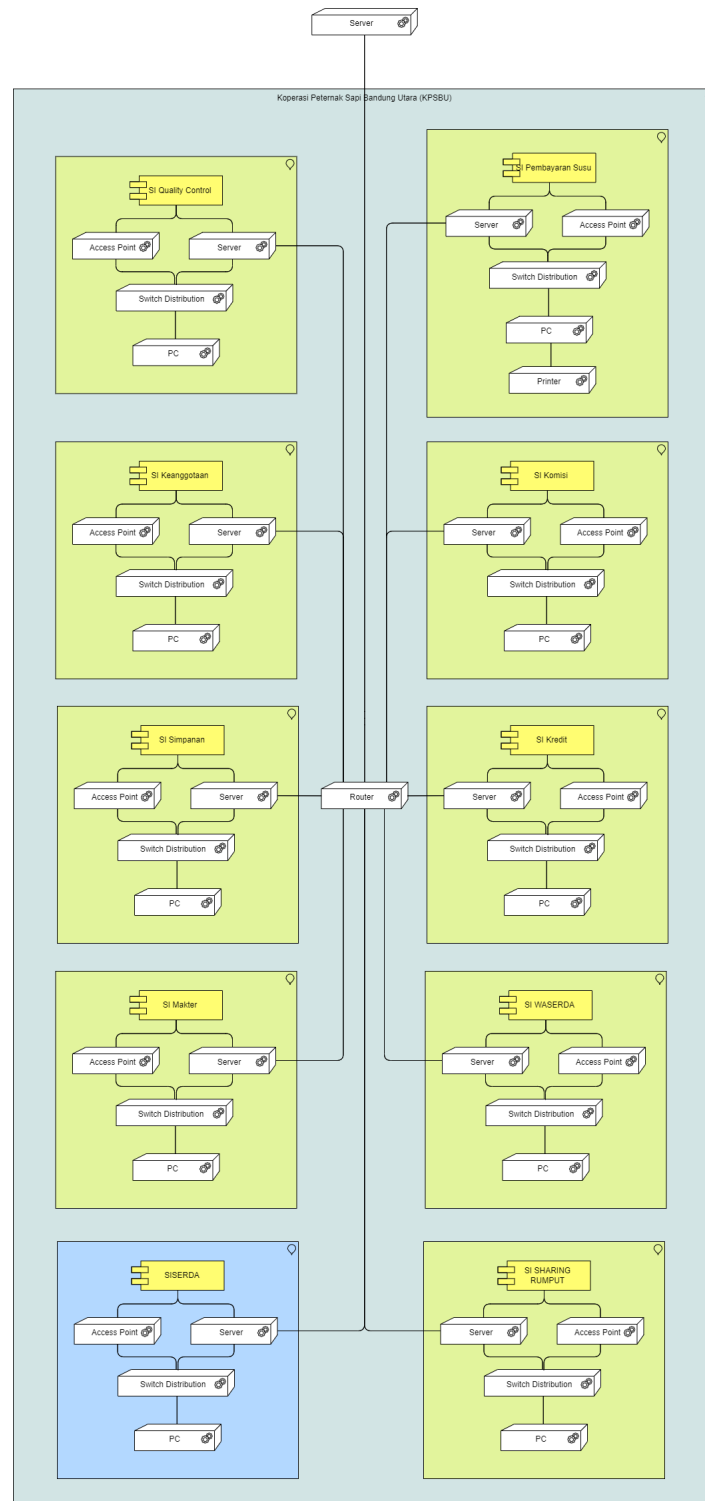 Server
Koperasi Peternak Sapi Bandung Utara (KPSBU)
SI Quality Control
Access Point
Server
Switch Distribution
PC
SI Pembayaran Susu
Server
Access Point
Switch Distribution
PC
Printer
SI Keanggotaan
Access Point
Server
Switch Distribution
PC
SI Komisi
Server
Access Point
Switch Distribution
PC
SI Simpanan
Access Point
Server
Switch Distribution
PC
Router
SI Kredit
Server
Access Point
Switch Distribution
PC
SI Makter
Access Point
Server
Switch Distribution
PC
SI WASERDA
Server
Access Point
Switch Distribution
PC
SISERDA
Access Point
Server
Switch Distribution
PC
SI SHARING
RUMPUT
Server
Access Point
Switch Distribution
PC